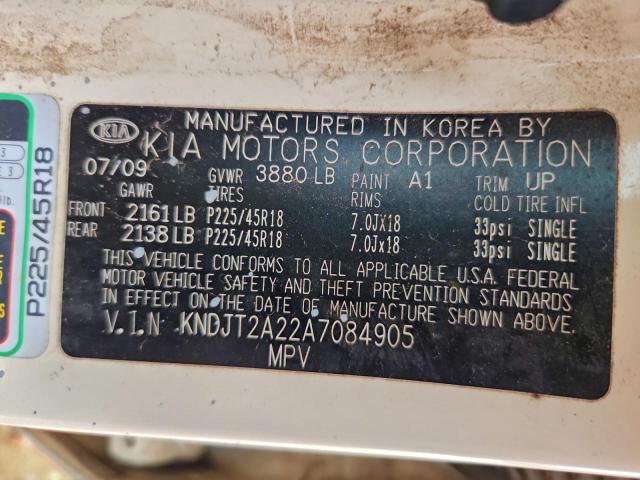 MANUFACTURED IN KOREA BY
KIA KIA MOTORS CORPORATION
07/09 GVWR 3880 LB PAINT A1 TRIM UP
GAWR TIRES RIMS COLD TIRE INFL
FRONT 2161 LB P225/45R18 7.0Jx18 33psi SINGLE
REAR 2138 LB P225/45R18 7.0Jx18 33psi SINGLE
THIS VEHICLE CONFORMS TO ALL APPLICABLE U.S.A. FEDERAL
MOTOR VEHICLE SAFETY AND THEFT PREVENTION STANDARDS
IN EFFECT ON THE DATE OF MANUFACTURE SHOWN ABOVE.
V.I.N KNDJT2A22A7084905
MPV
P225/45R18